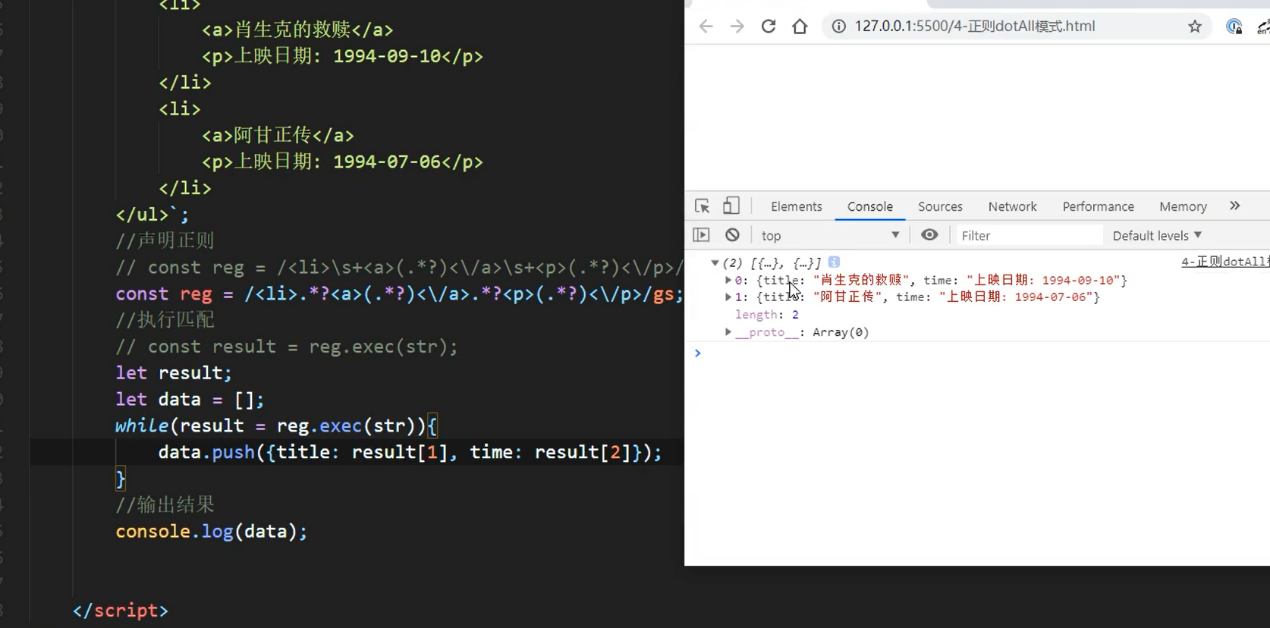 <li>
<a>肖生克的救赎</a>
<p>上映日期: 1994-09-10</p>
</li>
<li>
<a>阿甘正传</a>
<p>上映日期: 1994-07-06</p>
</li>
</ul>`;
//声明正则
// const reg = /<li>\s+<a>(.*?)<\/a>\s+<p>(.*?)<\/p>/
const reg = /<li>.*?<a>(.*?)<\/a>.*?<p>(.*?)<\/p>/gs;
//执行匹配
// const result = reg.exec(str);
let result;
let data = [];
while(result = reg.exec(str)){
data.push({title: result[1], time: result[2]});
}
//输出结果
console.log(data);
</script>
127.0.0.1:5500/4-正则dotAll模式.html
Elements Console Sources Network Performance Memory »
top Filter Default levels
(2) [{…}, {…}] 4-正则dotAll
0: {title: "肖生克的救赎", time: "上映日期: 1994-09-10"}
1: {title: "阿甘正传", time: "上映日期: 1994-07-06"}
length: 2
__proto__: Array(0)